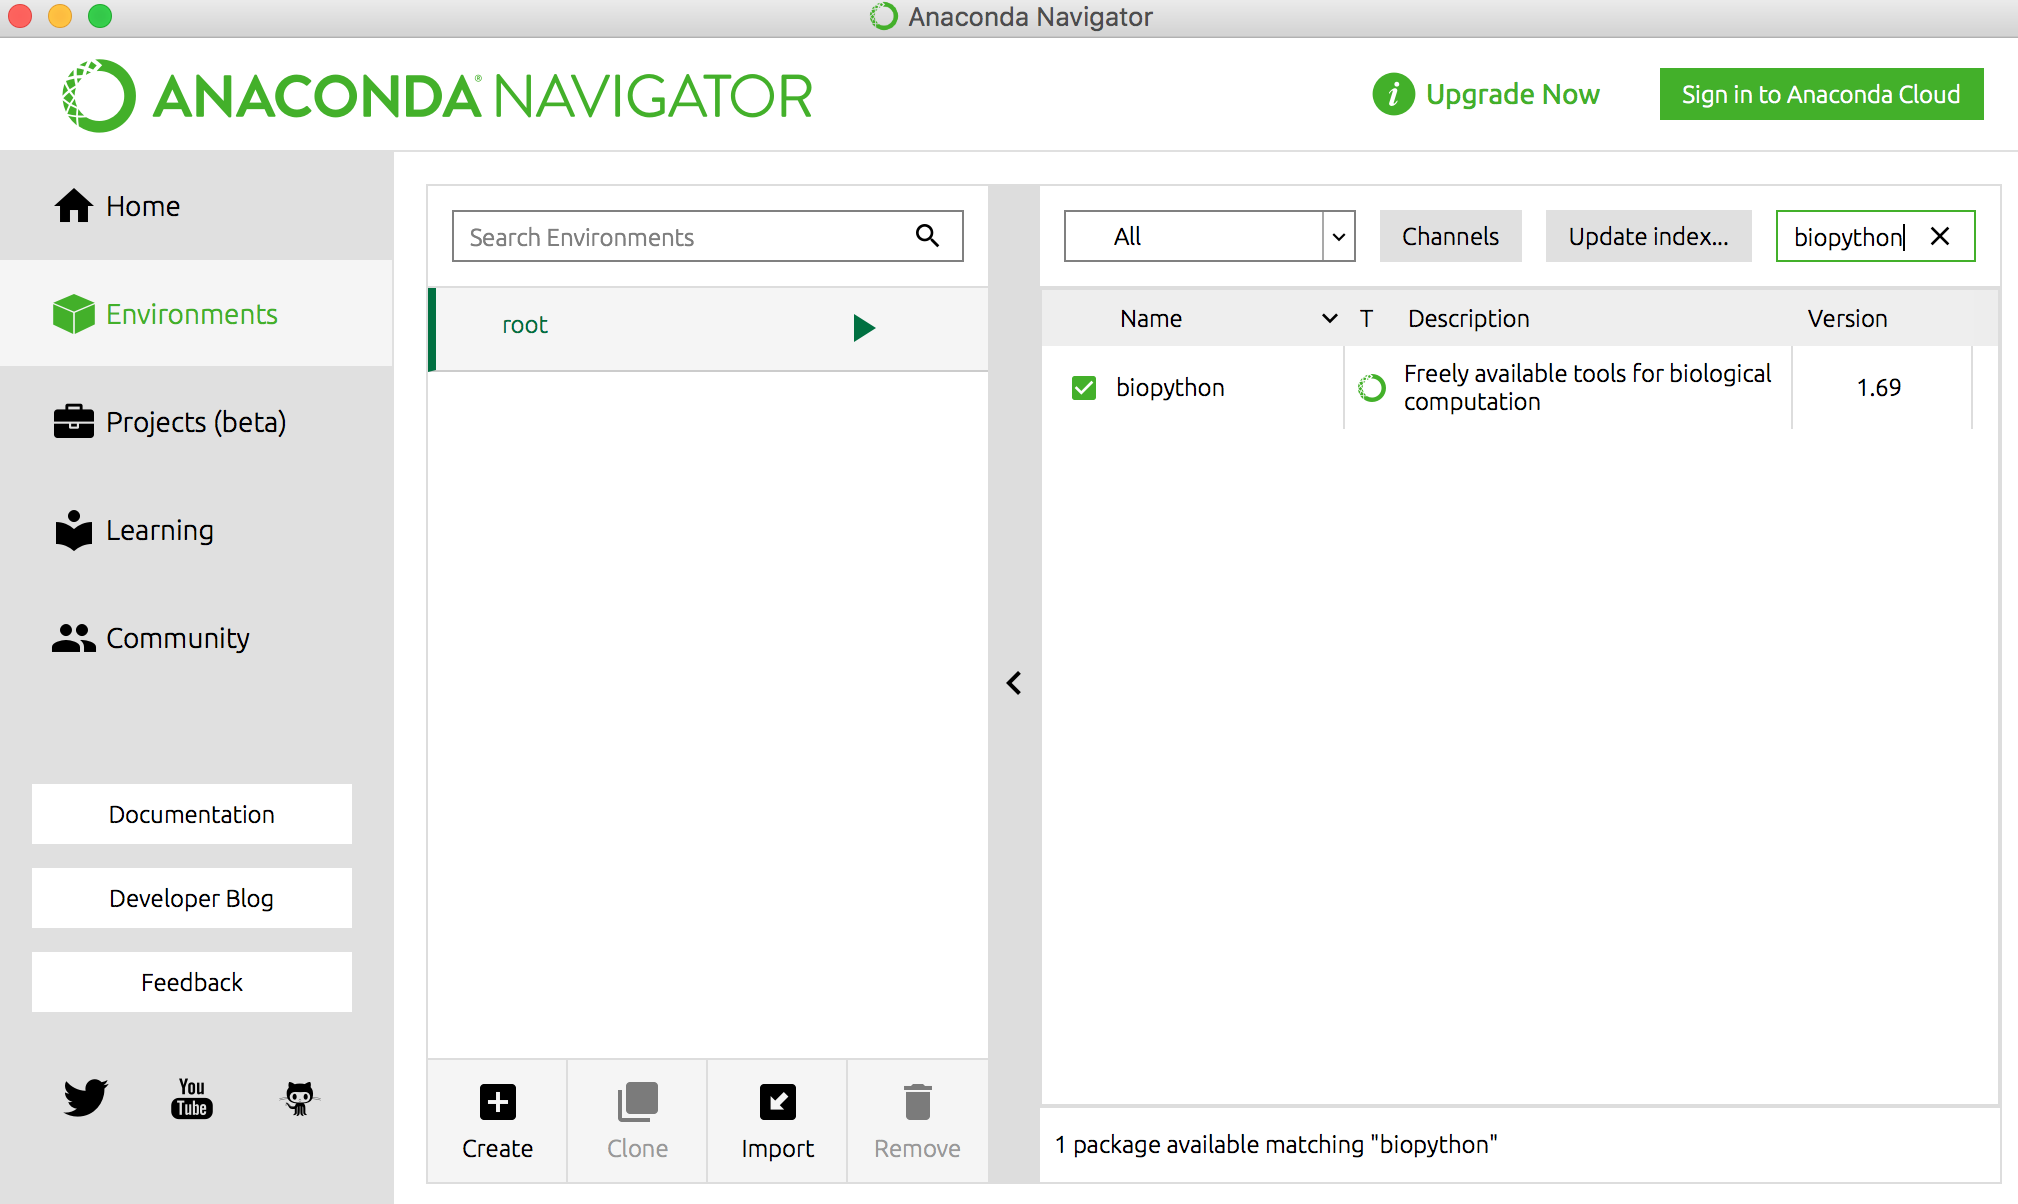 Anaconda Navigator
ANACONDA® NAVIGATOR
i Upgrade Now
Sign in to Anaconda Cloud
Home
Environments
Projects (beta)
Learning
Community
Documentation
Developer Blog
Feedback
You
Tube
Search Environments
root
Create
Clone
Import
Remove
All
Channels
Update index...
biopython
Name
T
Description
Version
biopython
Freely available tools for biological
computation
1.69
1 package available matching "biopython"